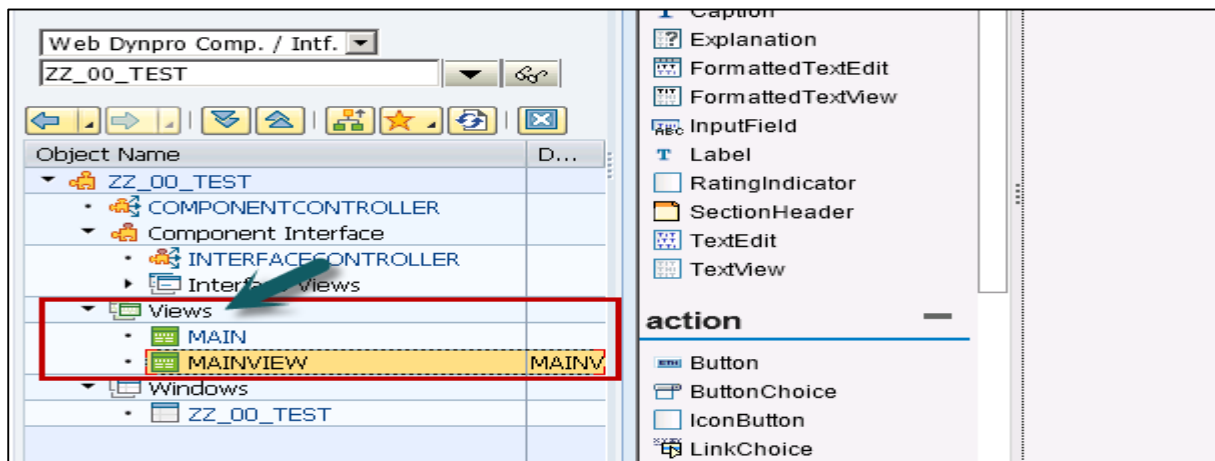 Web Dynpro Comp. / Intf.
ZZ_00_TEST
Object Name D...
ZZ_00_TEST
COMPONENTCONTROLLER
Component Interface
INTERFACECONTROLLER
Interface Views
Views
MAIN
MAINVIEW MAINV
Windows
ZZ_00_TEST
Caption
Explanation
FormattedTextEdit
FormattedTextView
InputField
Label
RatingIndicator
SectionHeader
TextEdit
TextView
action
Button
ButtonChoice
IconButton
LinkChoice